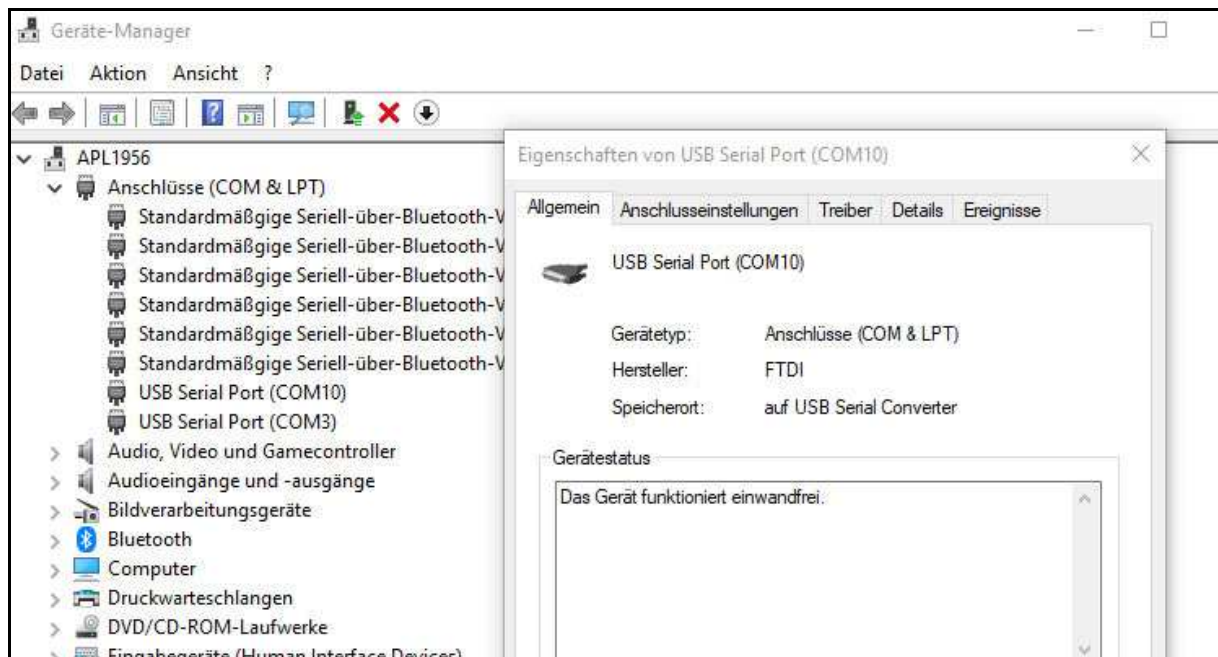 Geräte-Manager
Datei Aktion Ansicht ?
APL1956
Anschlüsse (COM & LPT)
Standardmäßgige Seriell-über-Bluetooth-V
Standardmäßgige Seriell-über-Bluetooth-V
Standardmäßgige Seriell-über-Bluetooth-V
Standardmäßgige Seriell-über-Bluetooth-V
Standardmäßgige Seriell-über-Bluetooth-V
Standardmäßgige Seriell-über-Bluetooth-V
USB Serial Port (COM10)
USB Serial Port (COM3)
Audio, Video und Gamecontroller
Audioeingänge und -ausgänge
Bildverarbeitungsgeräte
Bluetooth
Computer
Druckwarteschlangen
DVD/CD-ROM-Laufwerke
Eingabegeräte (Human Interface Devices)
Eigenschaften von USB Serial Port (COM10)
Allgemein Anschlusseinstellungen Treiber Details Ereignisse
USB Serial Port (COM10)
Gerätetyp: Anschlüsse (COM & LPT)
Hersteller: FTDI
Speicherort: auf USB Serial Converter
Gerätestatus
Das Gerät funktioniert einwandfrei.